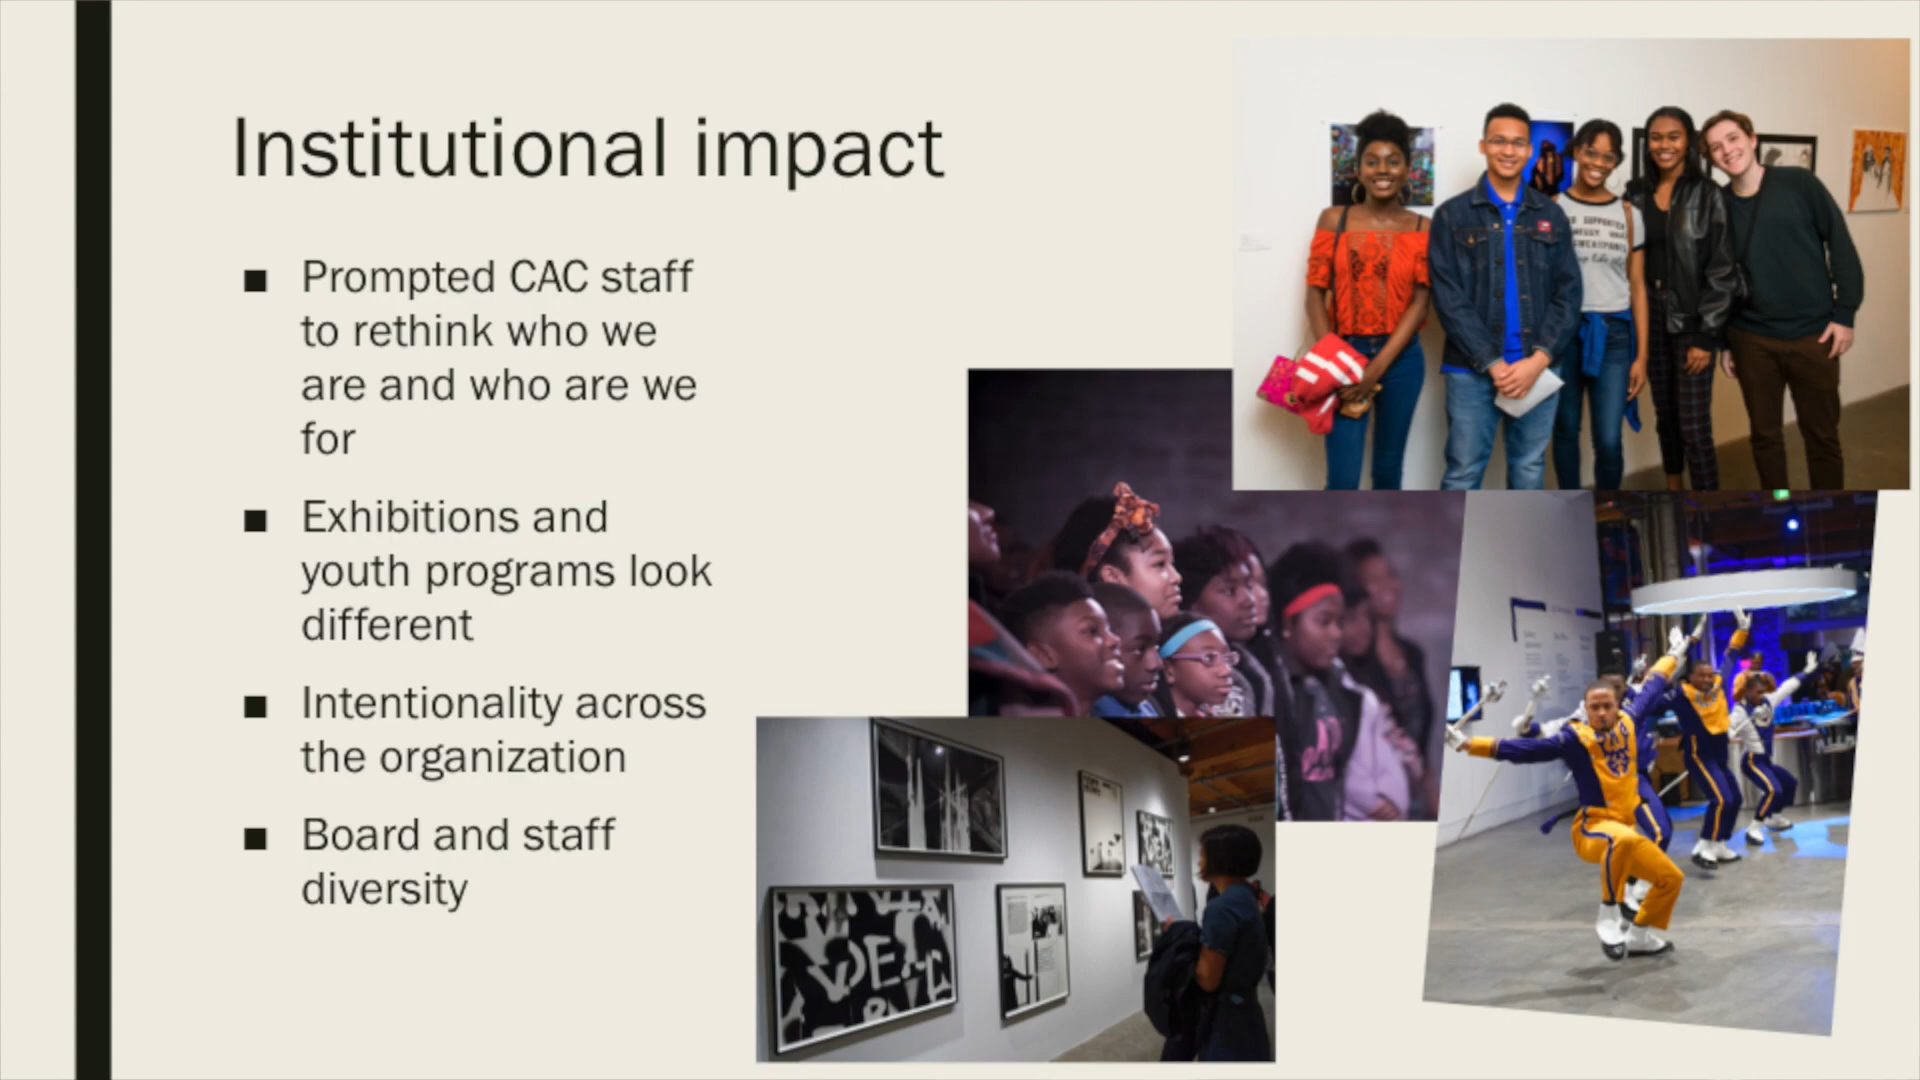 Institutional impact
■ Prompted CAC staff
to rethink who we
are and who are we
for
■ Exhibitions and
youth programs look
different
■ Intentionality across
the organization
■ Board and staff
diversity